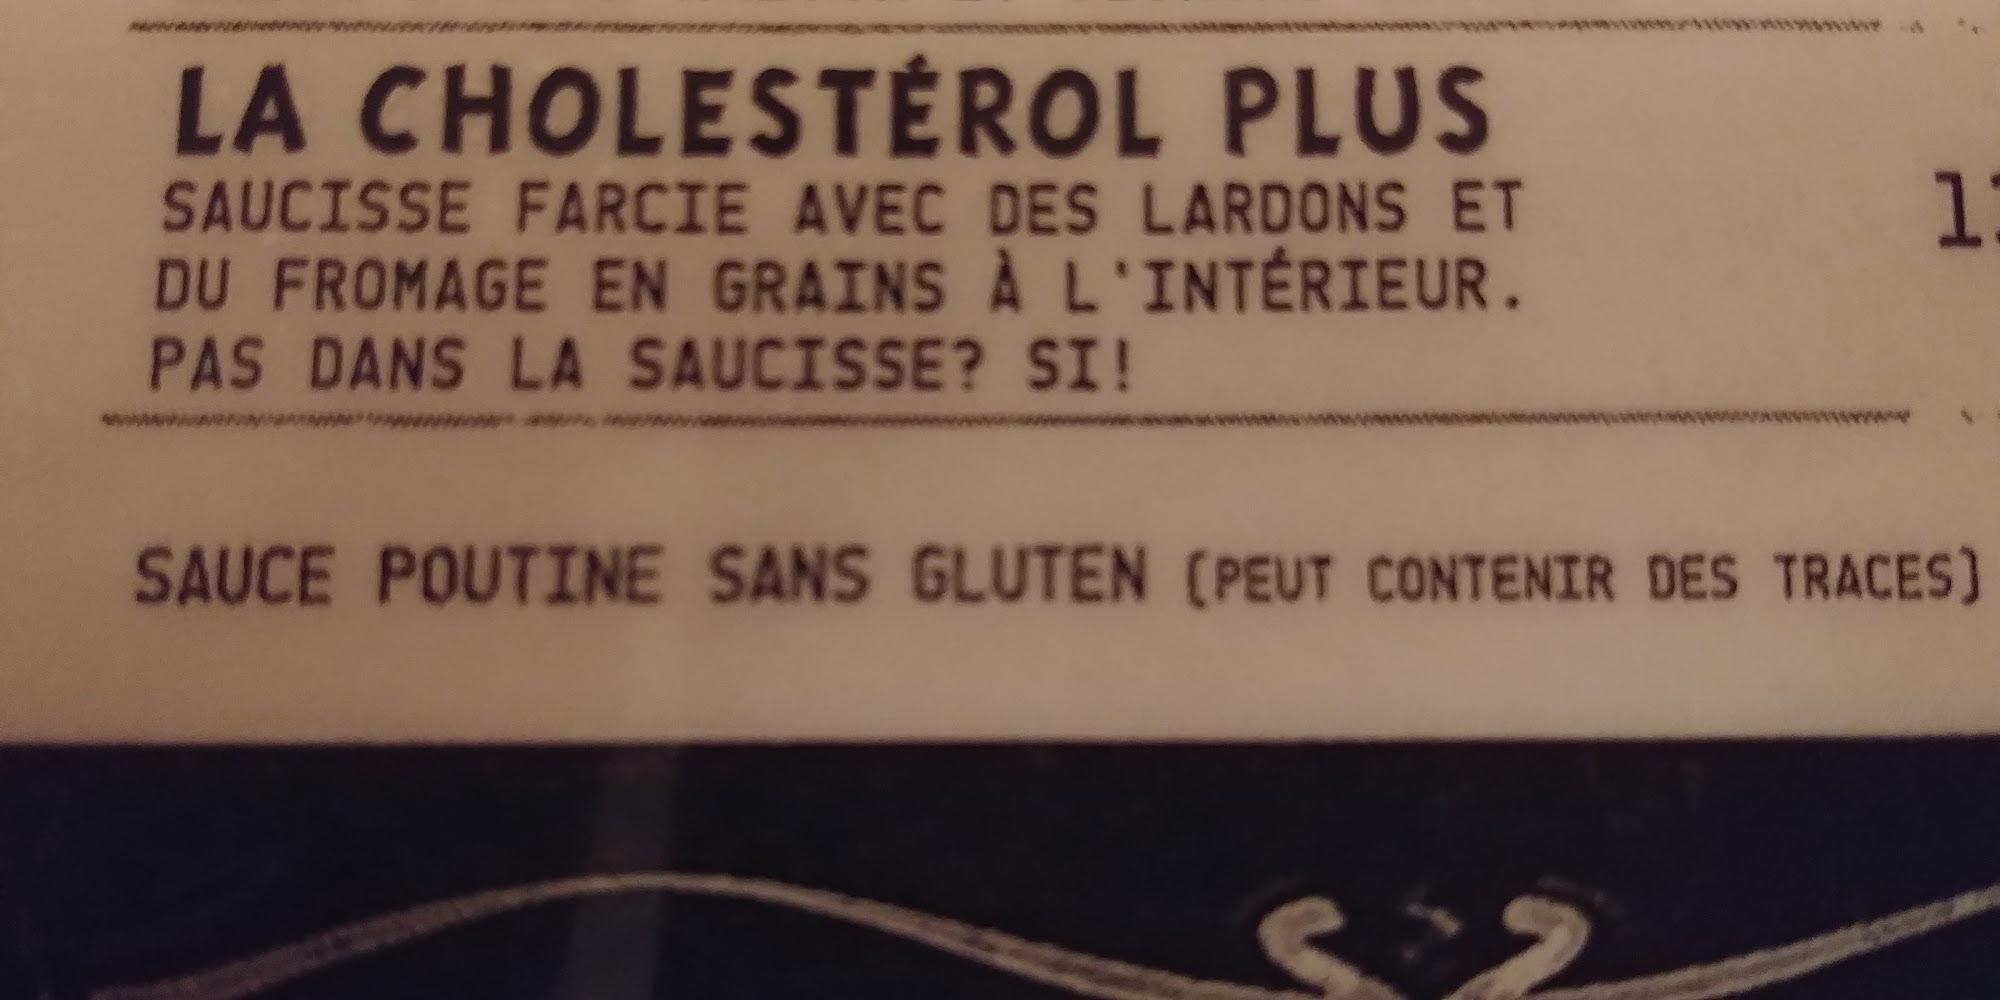 LA CHOLESTÉROL PLUS
SAUCISSE FARCIE AVEC DES LARDONS ET
DU FROMAGE EN GRAINS À L'INTÉRIEUR.
PAS DANS LA SAUCISSE? SI!
SAUCE POUTINE SANS GLUTEN (PEUT CONTENIR DES TRACES)